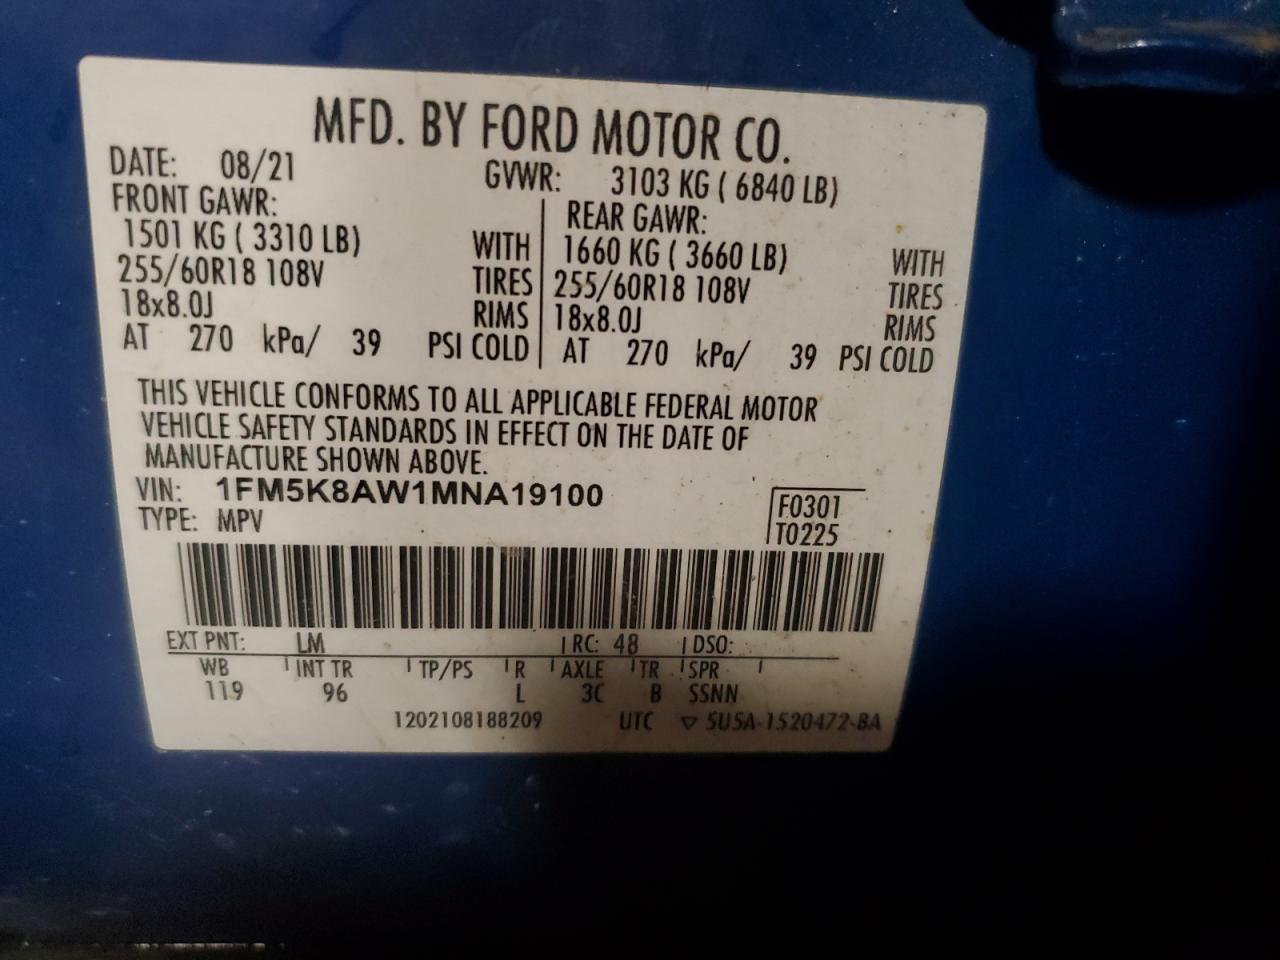 MFD. BY FORD MOTOR CO.
DATE: 08/21 GVWR: 3103 KG ( 6840 LB)
FRONT GAWR: REAR GAWR:
1501 KG ( 3310 LB) WITH 1660 KG ( 3660 LB) WITH
255/60R18 108V TIRES 255/60R18 108V TIRES
18x8.0J RIMS 18x8.0J RIMS
AT 270 kPa/ 39 PSI COLD AT 270 kPa/ 39 PSI COLD
THIS VEHICLE CONFORMS TO ALL APPLICABLE FEDERAL MOTOR
VEHICLE SAFETY STANDARDS IN EFFECT ON THE DATE OF
MANUFACTURE SHOWN ABOVE.
VIN: 1FM5K8AW1MNA19100 F0301
TYPE: MPV T0225
EXT PNT: LM RC: 48 DSO:
WB INT TR TP/PS R AXLE TR SPR
119 96 L 3C B SSNN
1202108188209 UTC ▽ 5U5A-1520472-BA